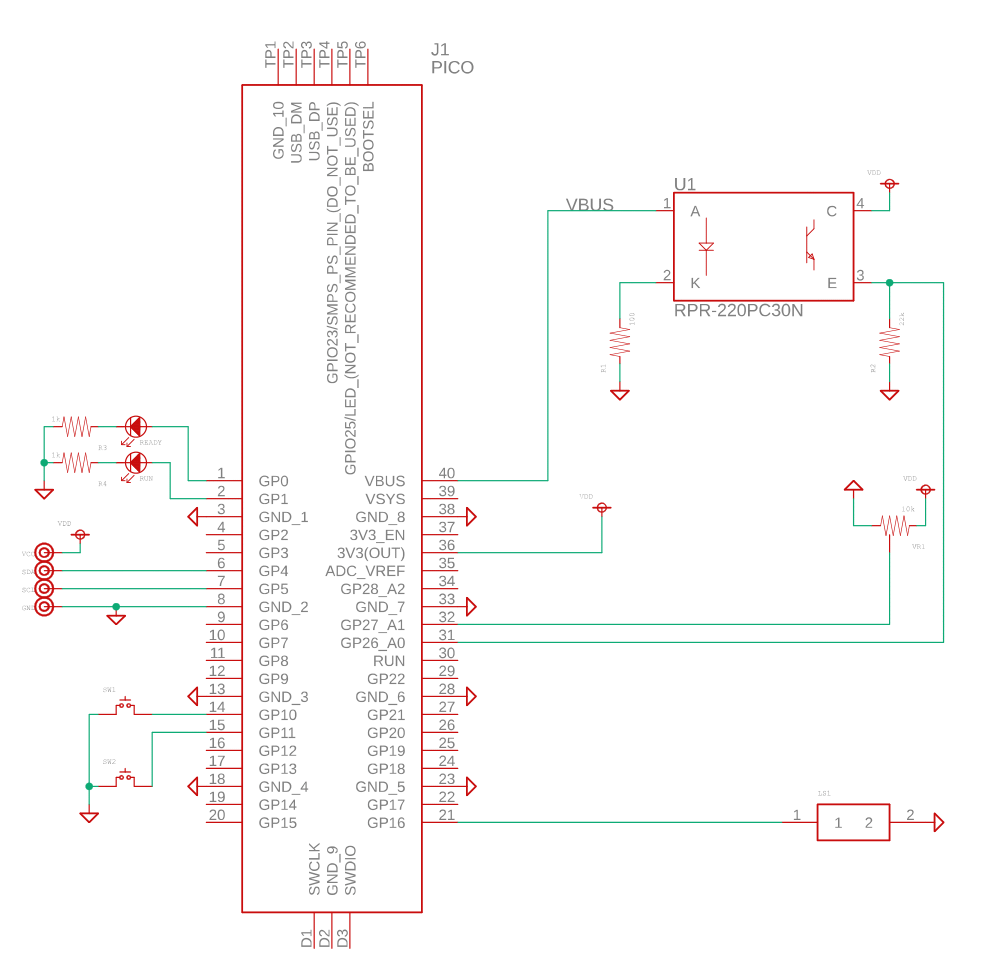 TP1
TP2
TP3
TP4
TP5
TP6
J1
PICO
GND_10
USB_DM
USB_DP
GPIO23/SMPS_PS_PIN_(DO_NOT_USE)
GPIO25/LED_(NOT_RECOMMENDED_TO_BE_USED)
BOOTSEL
VDD
U1
VBUS
1 A C 4
2 K E 3
RPR-220PC30N
100
R1
22k
R2
1k
R3
READY
1k
R4
RUN
1 GP0 VBUS 40
2 GP1 VSYS 39
3 GND_1 GND_8 38
4 GP2 3V3_EN 37
5 GP3 3V3(OUT) 36
6 GP4 ADC_VREF 35
7 GP5 GP28_A2 34
8 GND_2 GND_7 33
9 GP6 GP27_A1 32
10 GP7 GP26_A0 31
11 GP8 RUN 30
12 GP9 GP22 29
13 GND_3 GND_6 28
14 GP10 GP21 27
15 GP11 GP20 26
16 GP12 GP19 25
17 GP13 GP18 24
18 GND_4 GND_5 23
19 GP14 GP17 22
20 GP15 GP16 21
VDD
VDD
VDD
10k
VR1
SW1
SW2
LS1
1 1 2 2
SWCLK
GND_9
SWDIO
D1
D2
D3